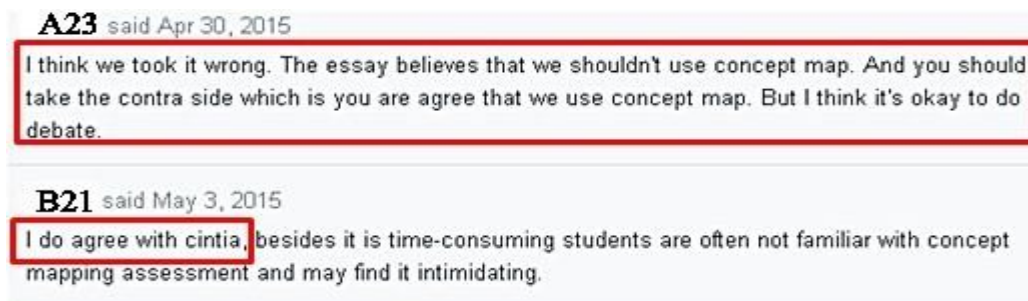 A23 said Apr 30, 2015
I think we took it wrong. The essay believes that we shouldn't use concept map. And you should
take the contra side which is you are agree that we use concept map. But I think it's okay to do
debate.
B21 said May 3, 2015
I do agree with cintia, besides it is time-consuming students are often not familiar with concept
mapping assessment and may find it intimidating.